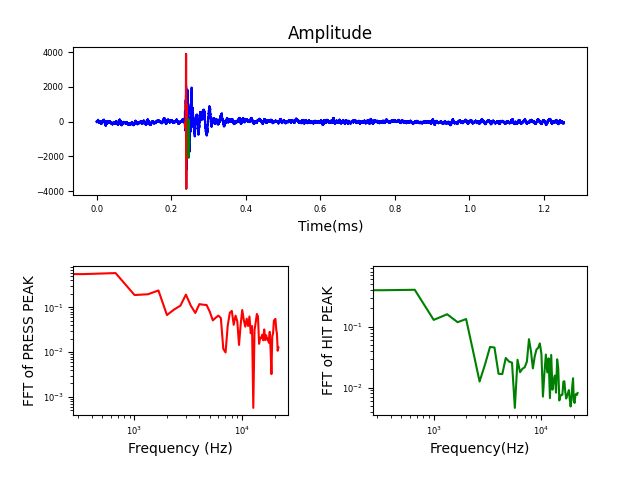 Amplitude
4000
2000
0
−2000
−4000
0.0 0.2 0.4 0.6 0.8 1.0 1.2
Time(ms)
FFT of PRESS PEAK
10⁻¹
10⁻²
10⁻³
10³ 10⁴
Frequency (Hz)
FFT of HIT PEAK
10⁻¹
10⁻²
10³ 10⁴
Frequency(Hz)